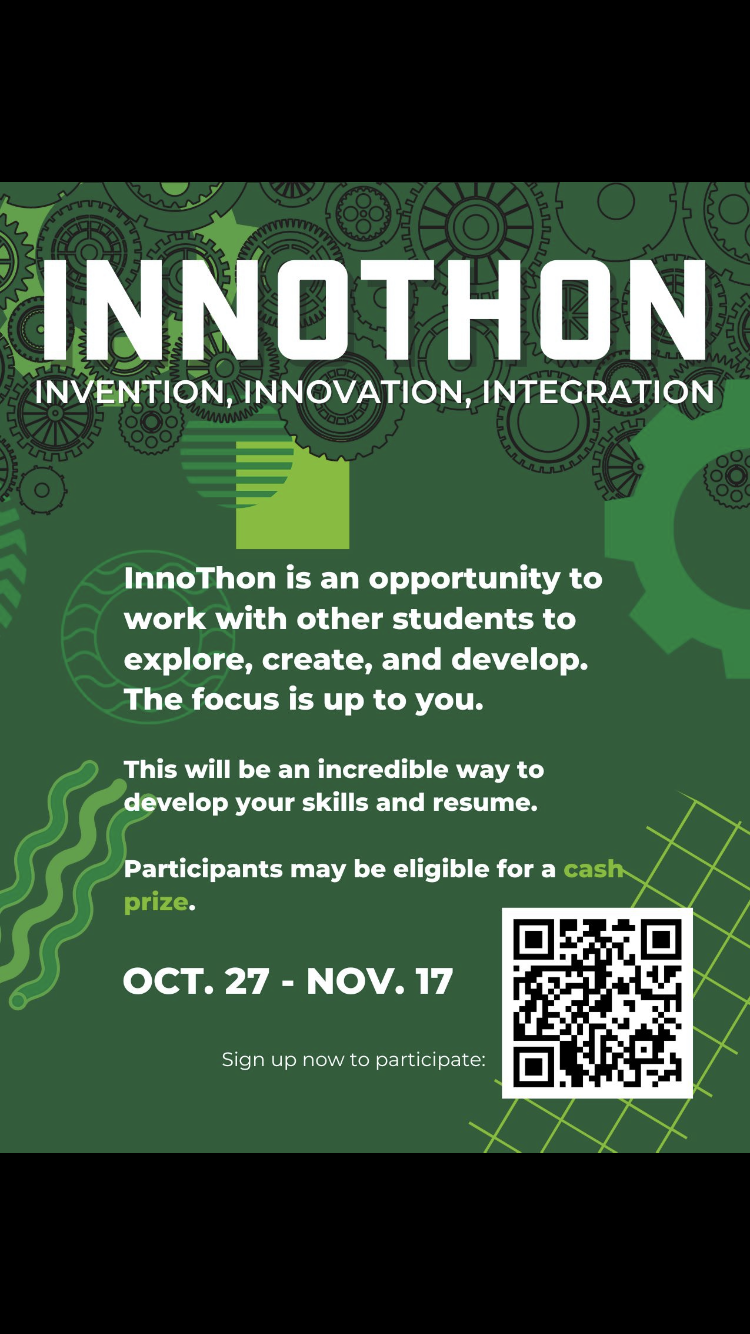 INNOTHON
INVENTION, INNOVATION, INTEGRATION
InnoThon is an opportunity to
work with other students to
explore, create, and develop.
The focus is up to you.
This will be an incredible way to
develop your skills and resume.
Participants may be eligible for a cash
prize.
OCT. 27 - NOV. 17
Sign up now to participate: